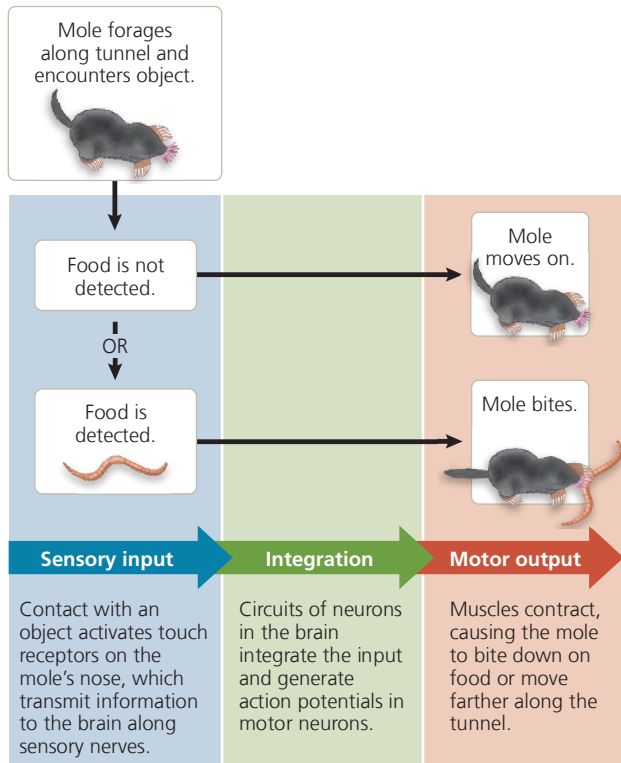 Mole forages
along tunnel and
encounters object.
Food is not
detected.
Mole
moves on.
OR
Food is
detected.
Mole bites.
Sensory input
Integration
Motor output
Contact with an
object activates touch
receptors on the
mole's nose, which
transmit information
to the brain along
sensory nerves.
Circuits of neurons
in the brain
integrate the input
and generate
action potentials in
motor neurons.
Muscles contract,
causing the mole
to bite down on
food or move
farther along the
tunnel.